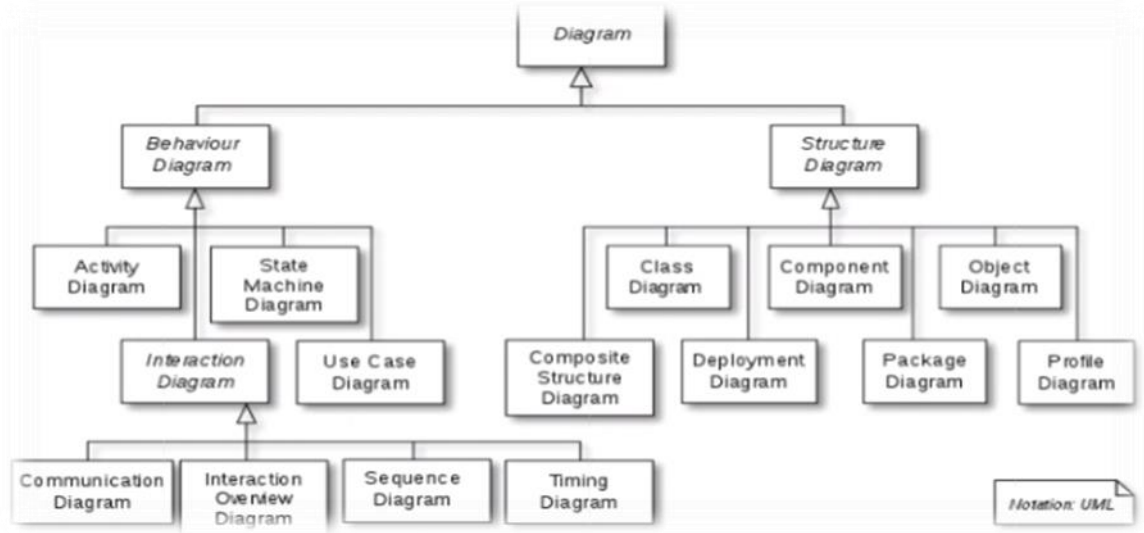 Diagram
Behaviour
Diagram
Structure
Diagram
Activity
Diagram
State
Machine
Diagram
Class
Diagram
Component
Diagram
Object
Diagram
Interaction
Diagram
Use Case
Diagram
Composite
Structure
Diagram
Deployment
Diagram
Package
Diagram
Profile
Diagram
Communication
Diagram
Interaction
Overview
Diagram
Sequence
Diagram
Timing
Diagram
Notation: UML